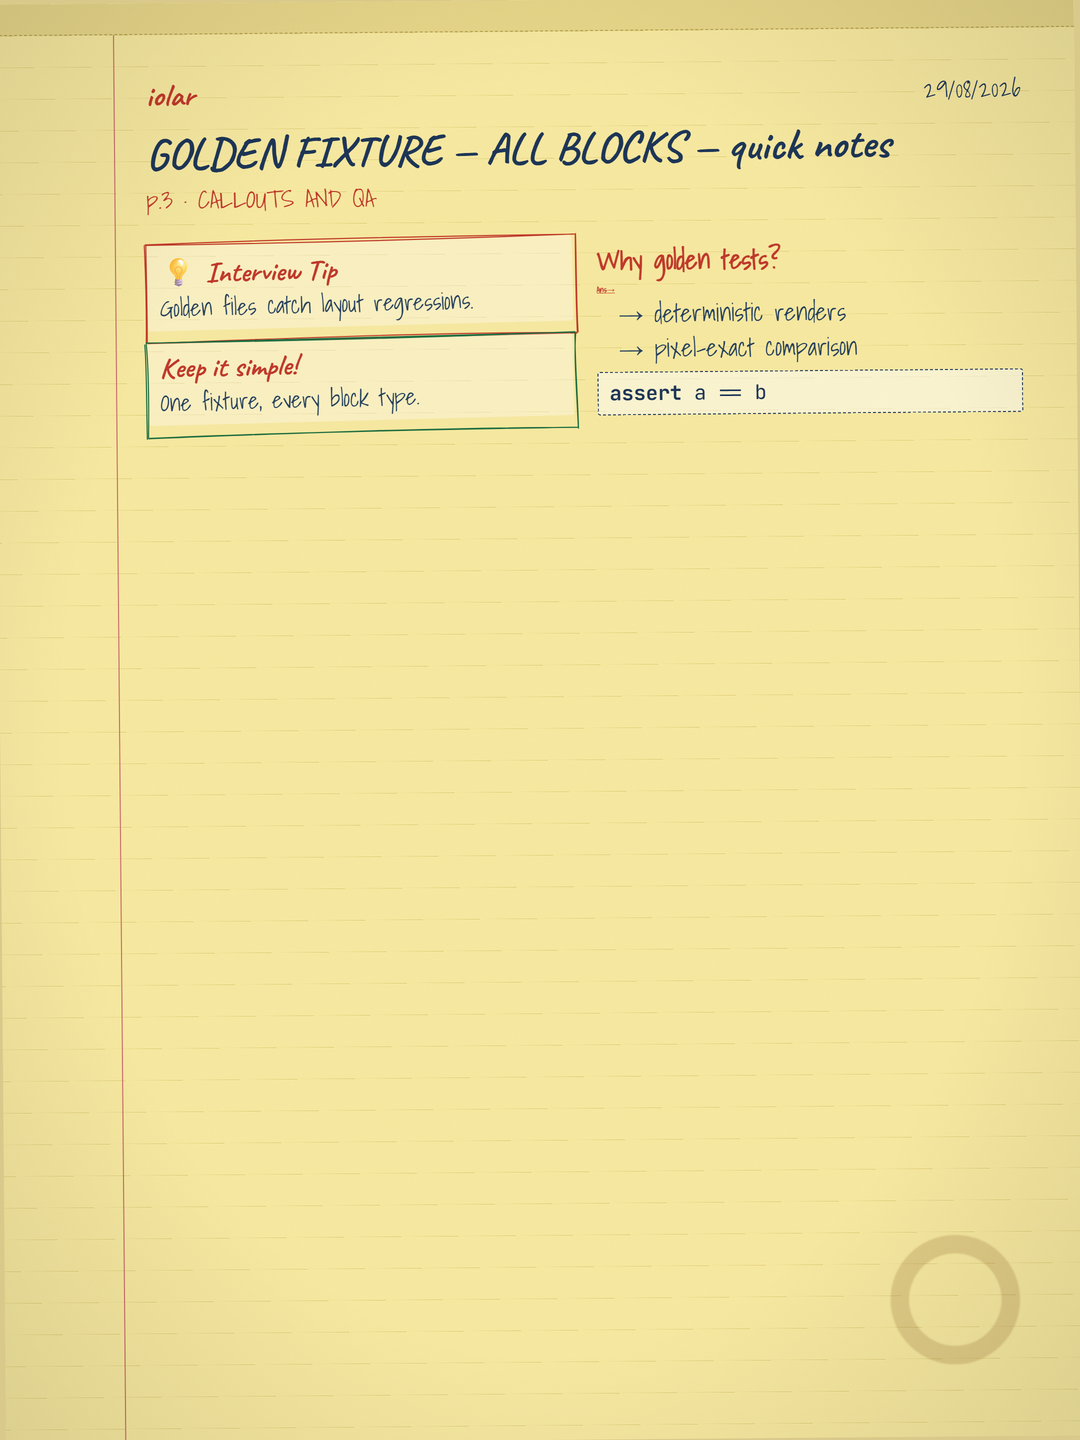 iolar
29/08/2026
GOLDEN FIXTURE – ALL BLOCKS – quick notes
p.3 · CALLOUTS AND QA
Interview Tip
Golden files catch layout regressions.
Keep it simple!
One fixture, every block type.
Why golden tests?
Ans→
→ deterministic renders
→ pixel-exact comparison
assert a == b